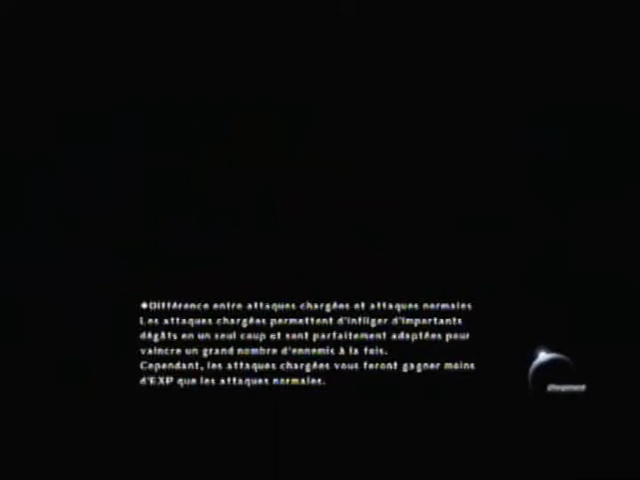 •Différence entre attaques chargées et attaques normales
Les attaques chargées permettent d'infliger d'importants
dégâts en un seul coup et sont parfaitement adaptées pour
vaincre un grand nombre d'ennemis à la fois.
Cependant, les attaques chargées vous feront gagner moins
d'EXP que les attaques normales.
Chargement